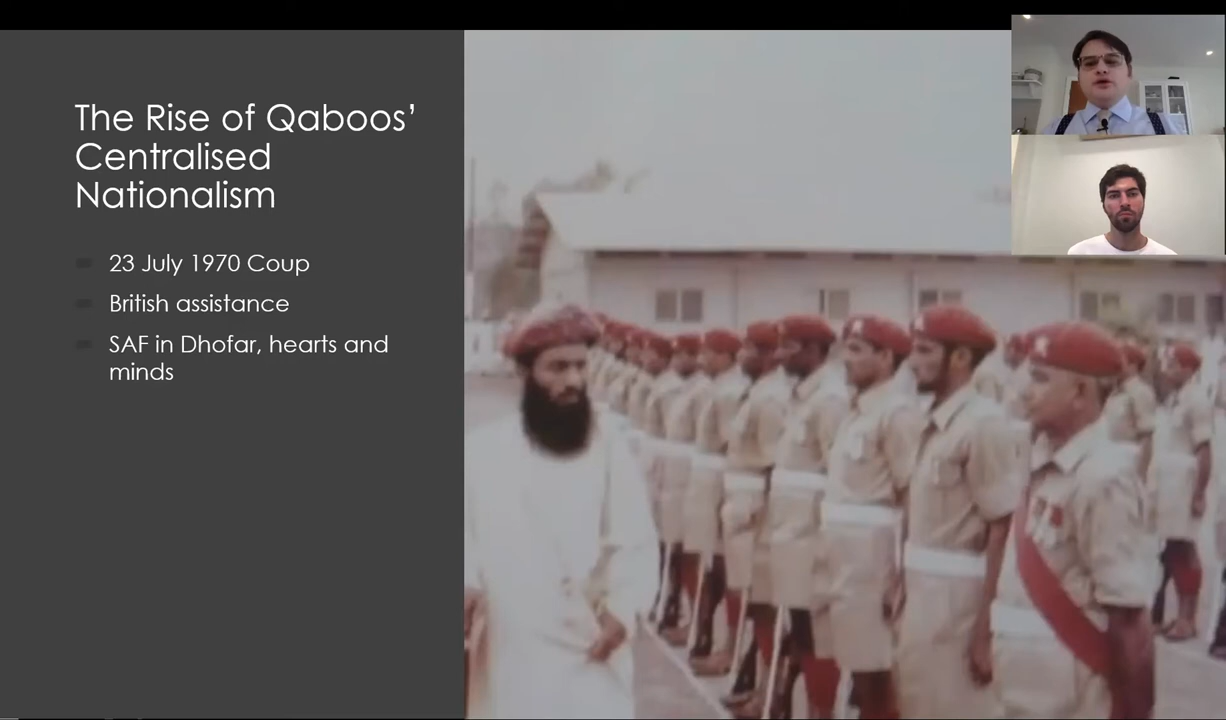 The Rise of Qaboos’
Centralised
Nationalism
23 July 1970 Coup
British assistance
SAF in Dhofar, hearts and
minds